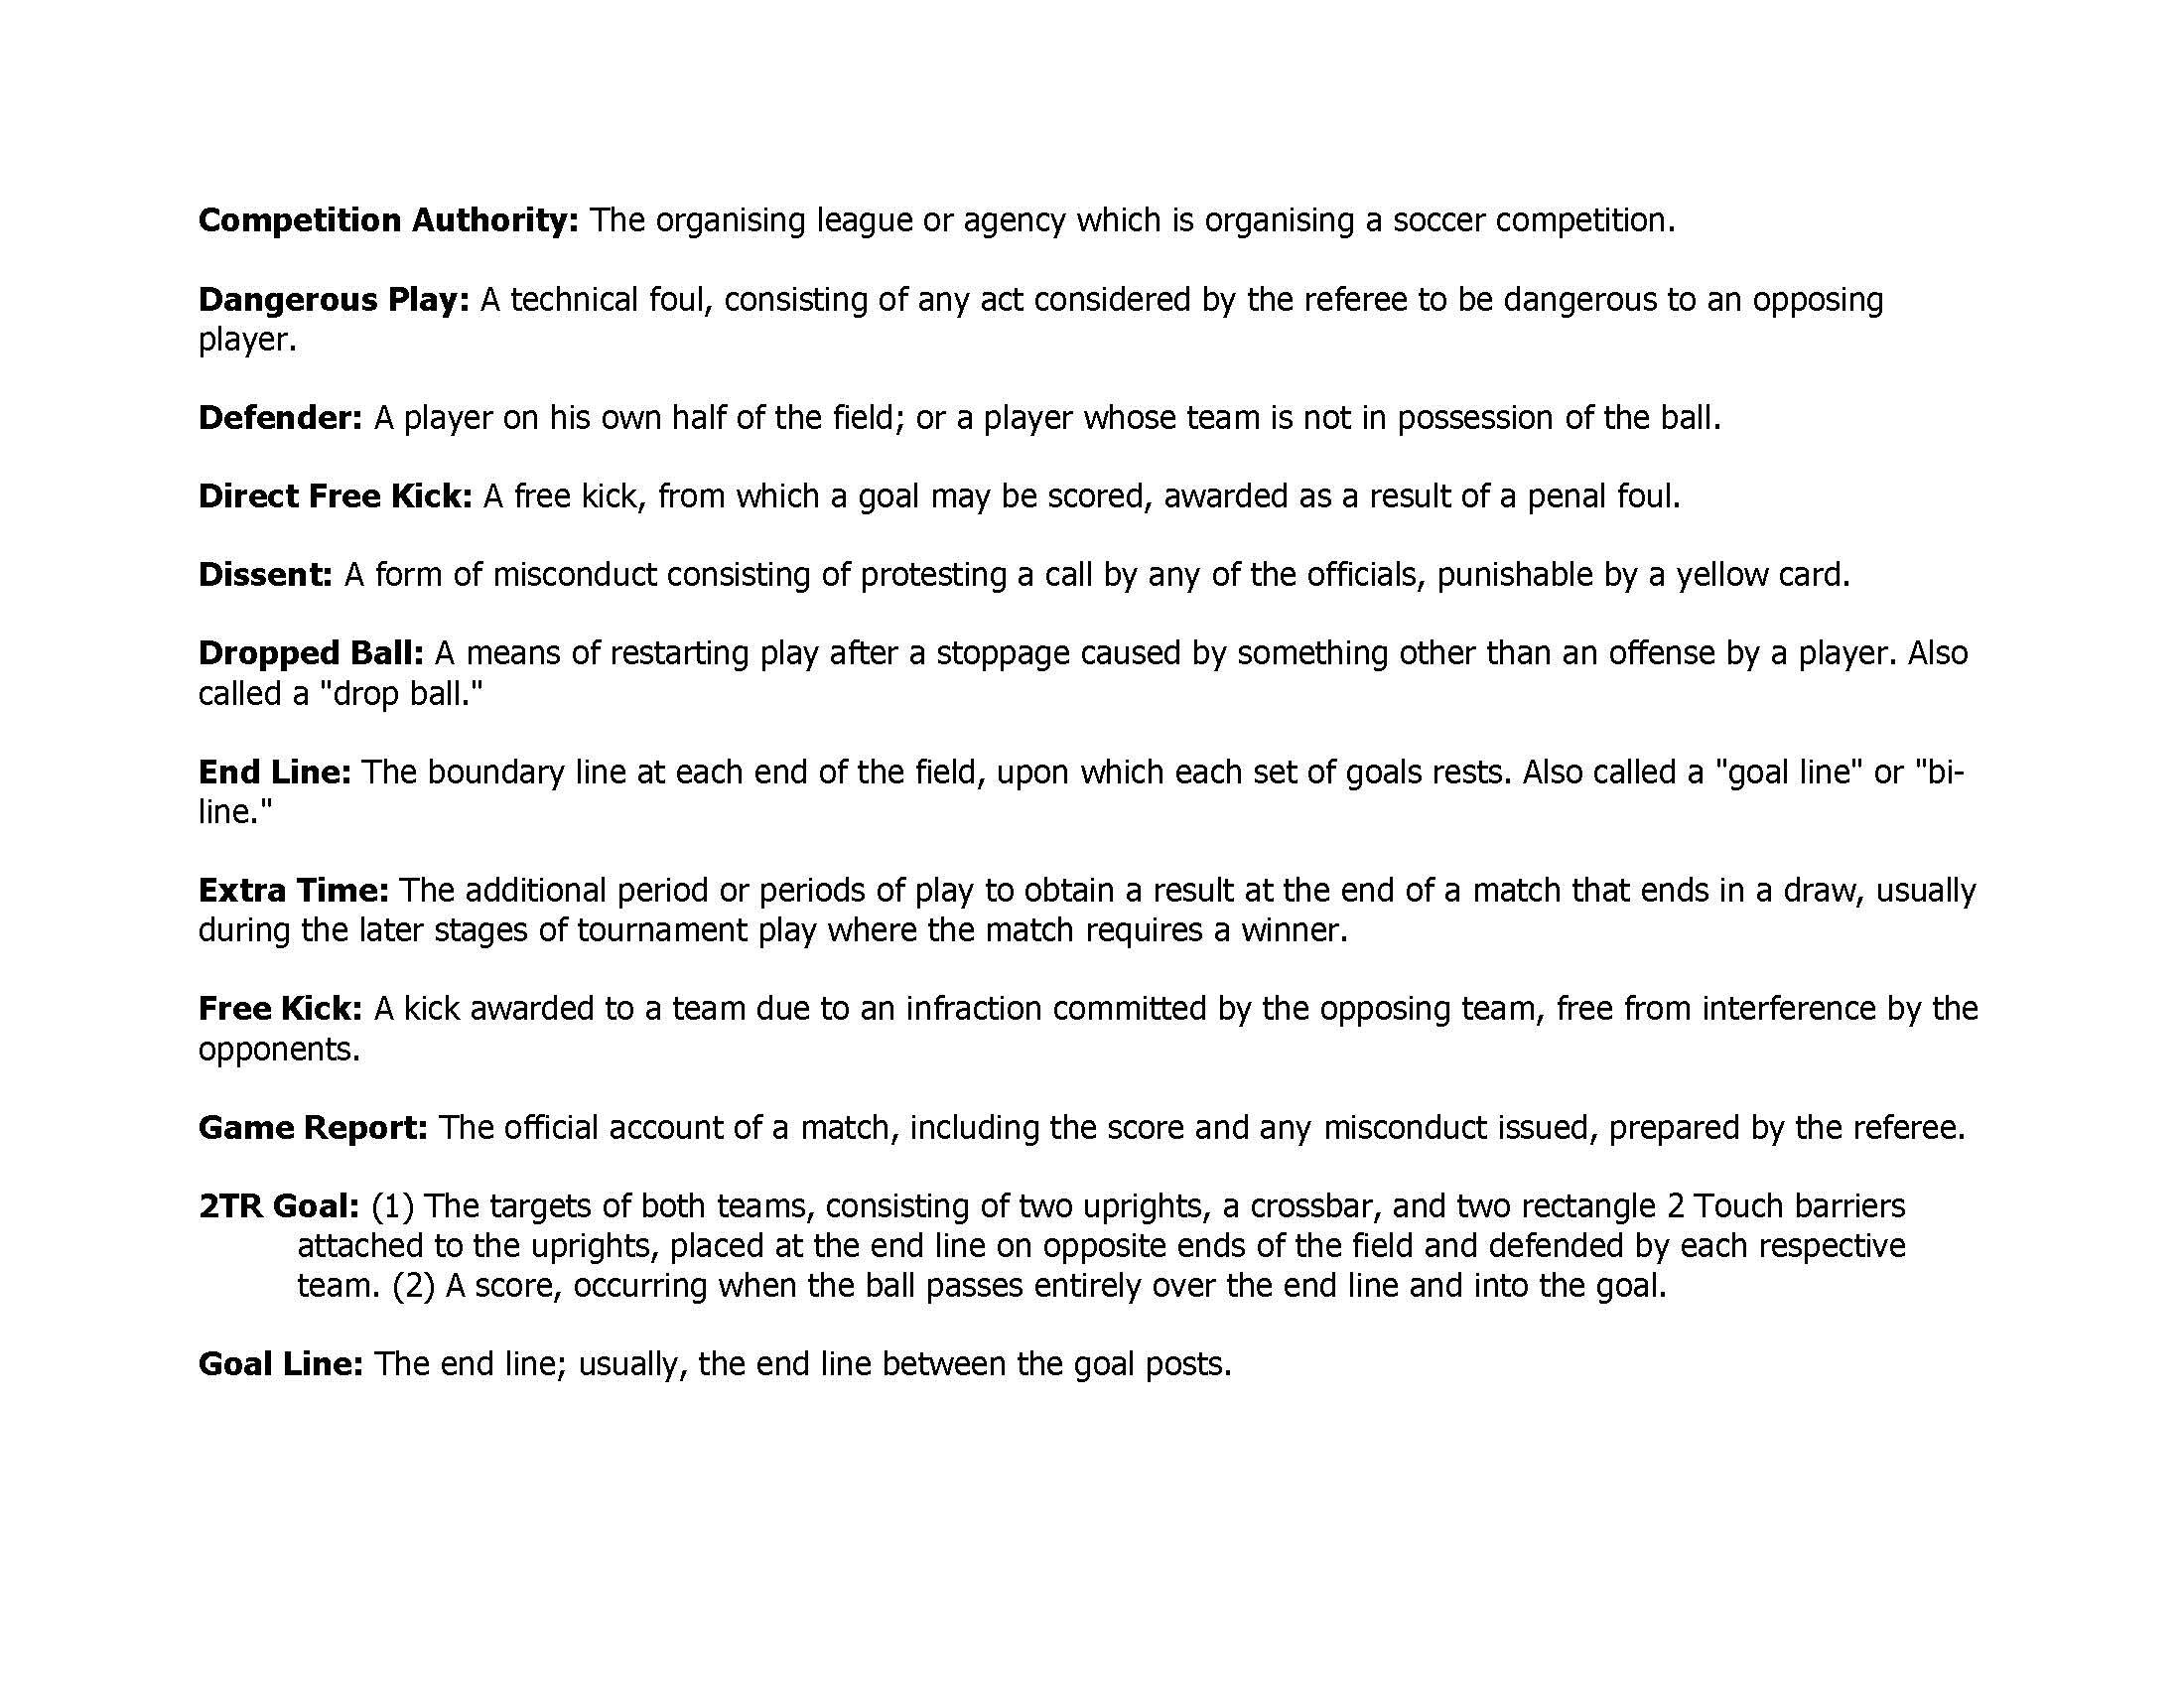 Competition Authority: The organising league or agency which is organising a soccer competition.
Dangerous Play: A technical foul, consisting of any act considered by the referee to be dangerous to an opposing
player.
Defender: A player on his own half of the field; or a player whose team is not in possession of the ball.
Direct Free Kick: A free kick, from which a goal may be scored, awarded as a result of a penal foul.
Dissent: A form of misconduct consisting of protesting a call by any of the officials, punishable by a yellow card.
Dropped Ball: A means of restarting play after a stoppage caused by something other than an offense by a player. Also
called a "drop ball."
End Line: The boundary line at each end of the field, upon which each set of goals rests. Also called a "goal line" or "bi-
line."
Extra Time: The additional period or periods of play to obtain a result at the end of a match that ends in a draw, usually
during the later stages of tournament play where the match requires a winner.
Free Kick: A kick awarded to a team due to an infraction committed by the opposing team, free from interference by the
opponents.
Game Report: The official account of a match, including the score and any misconduct issued, prepared by the referee.
2TR Goal: (1) The targets of both teams, consisting of two uprights, a crossbar, and two rectangle 2 Touch barriers
attached to the uprights, placed at the end line on opposite ends of the field and defended by each respective
team. (2) A score, occurring when the ball passes entirely over the end line and into the goal.
Goal Line: The end line; usually, the end line between the goal posts.